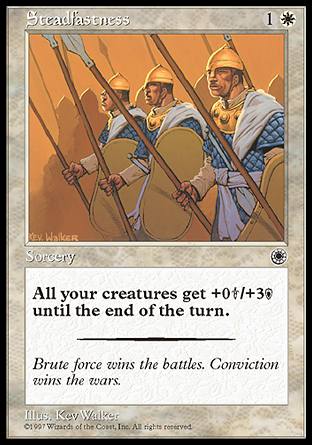 Steadfastness 1
KEV WALKER
Sorcery
All your creatures get +0/+3
until the end of the turn.
Brute force wins the battles. Conviction
wins the wars.
Illus. Kev Walker
©1997 Wizards of the Coast, Inc. All rights reserved.